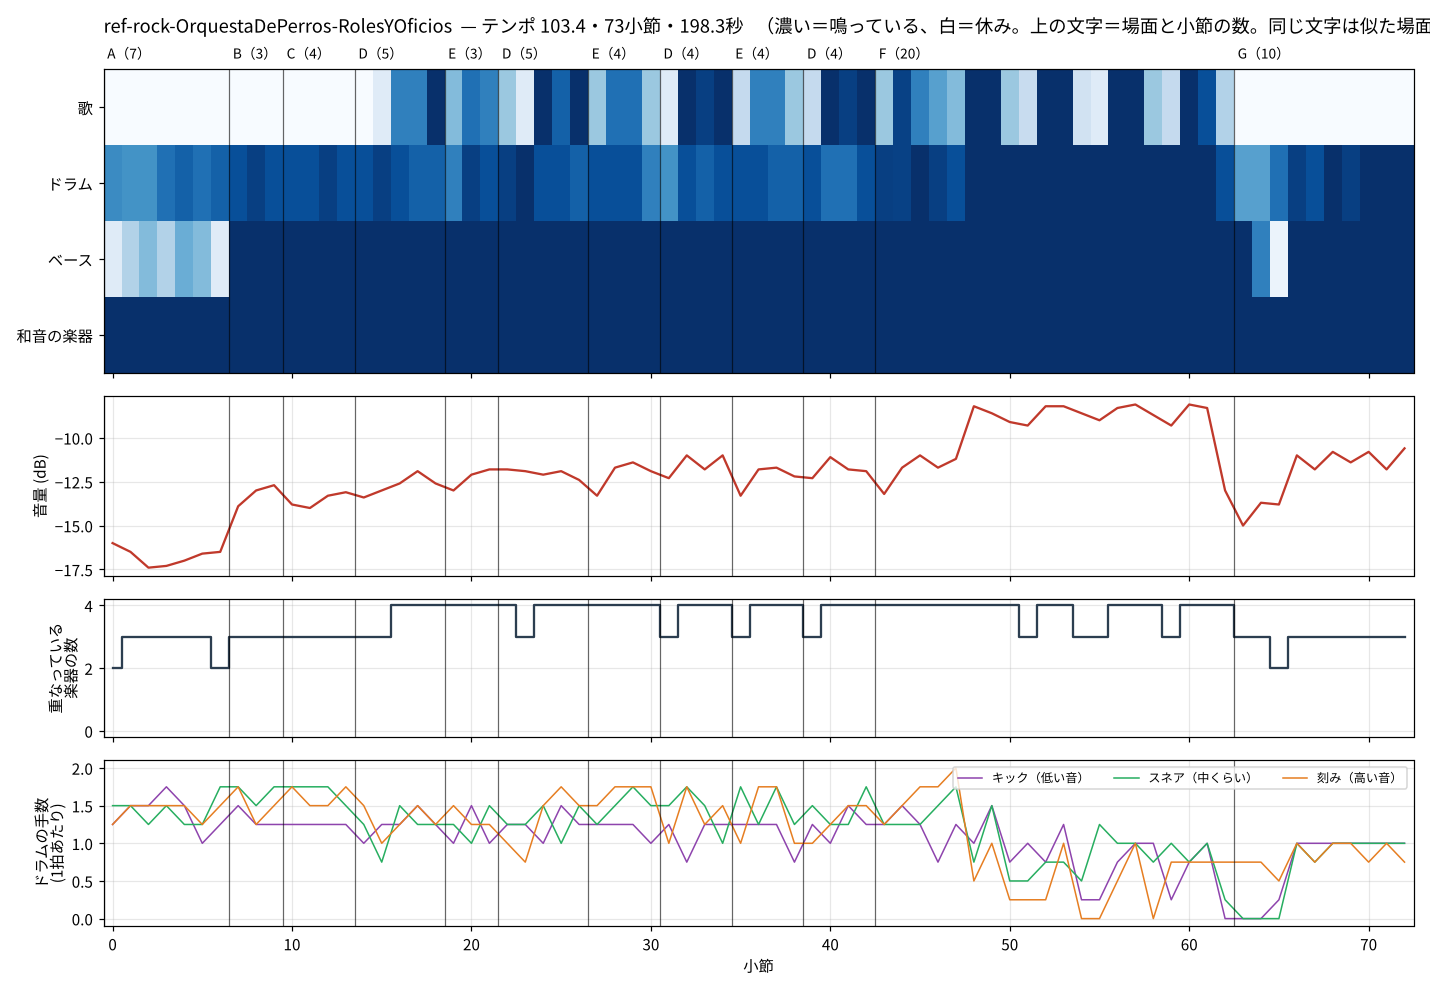 ref-rock-OrquestaDePerros-RolesYOficios — テンポ 103.4・73小節・198.3秒　（濃い＝鳴っている、白＝休み。上の文字＝場面と小節の数。同じ文字は似た場面
A（7） B（3） C（4） D（5） E（3） D（5） E（4） D（4） E（4） D（4） F（20） G（10）
歌
ドラム
ベース
和音の楽器
音量 (dB)
−10.0
−12.5
−15.0
−17.5
重なっている
楽器の数
4
2
0
ドラムの手数
(1拍あたり)
2.0
1.5
1.0
0.5
0.0
キック（低い音） スネア（中くらい） 刻み（高い音）
0 10 20 30 40 50 60 70
小節